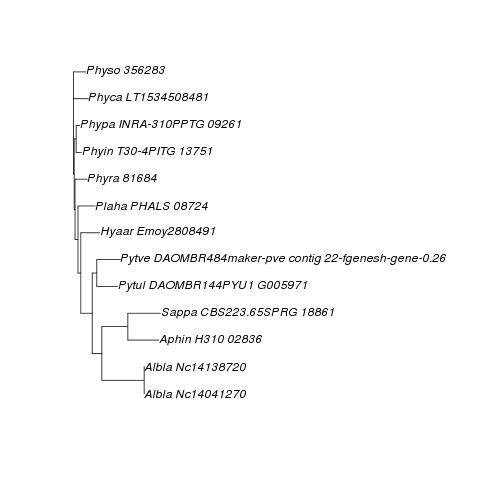 Physo 356283
Phyca LT1534508481
Phypa INRA-310PPTG 09261
Phyin T30-4PITG 13751
Phyra 81684
Plaha PHALS 08724
Hyaar Emoy2808491
Pytve DAOMBR484maker-pve contig 22-fgenesh-gene-0.26
Pytul DAOMBR144PYU1 G005971
Sappa CBS223.65SPRG 18861
Aphin H310 02836
Albla Nc14138720
Albla Nc14041270